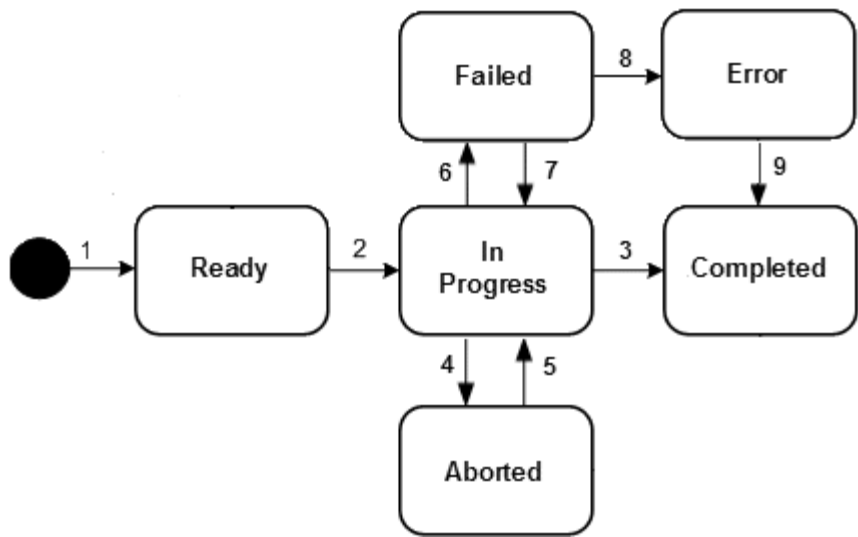 Failed
8
Error
6
7
9
1
Ready
2
In
Progress
3
Completed
4
5
Aborted